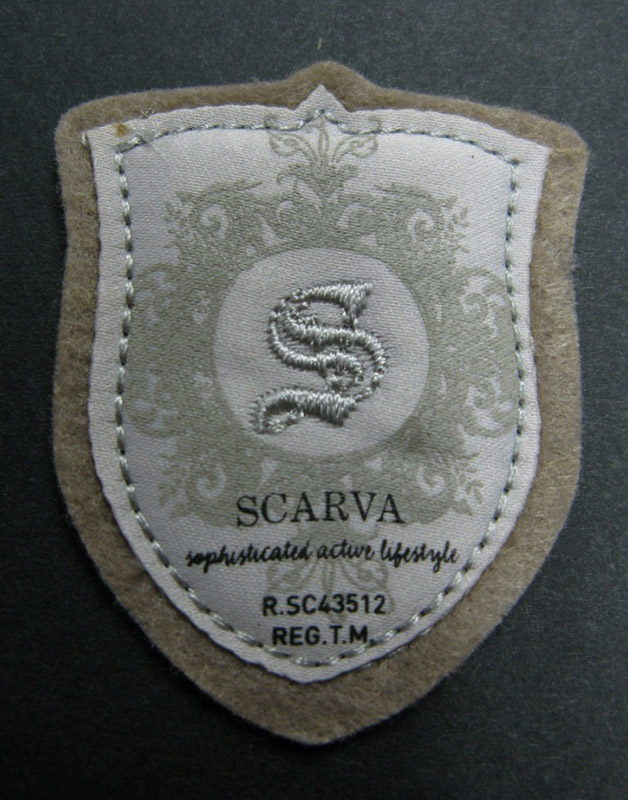 S
SCARVA
sophisticated active lifestyle
R.SC43512
REG.T.M.